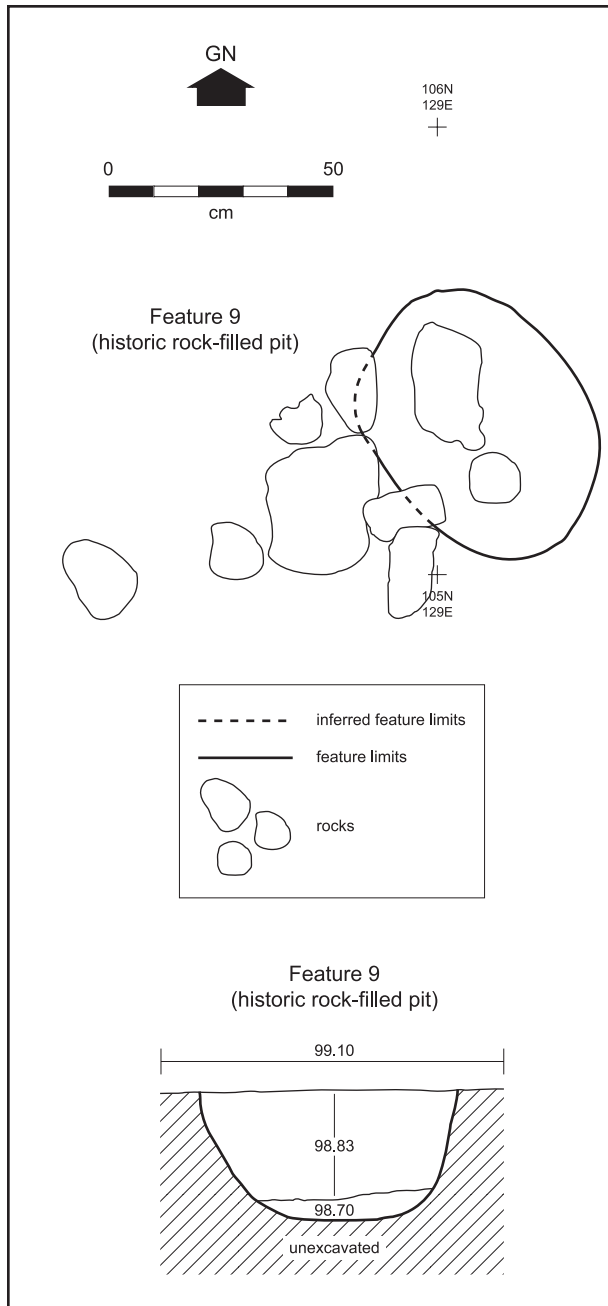 GN
106N
129E
0 50
cm
Feature 9
(historic rock-filled pit)
105N
129E
inferred feature limits
feature limits
rocks
Feature 9
(historic rock-filled pit)
99.10
98.83
98.70
unexcavated